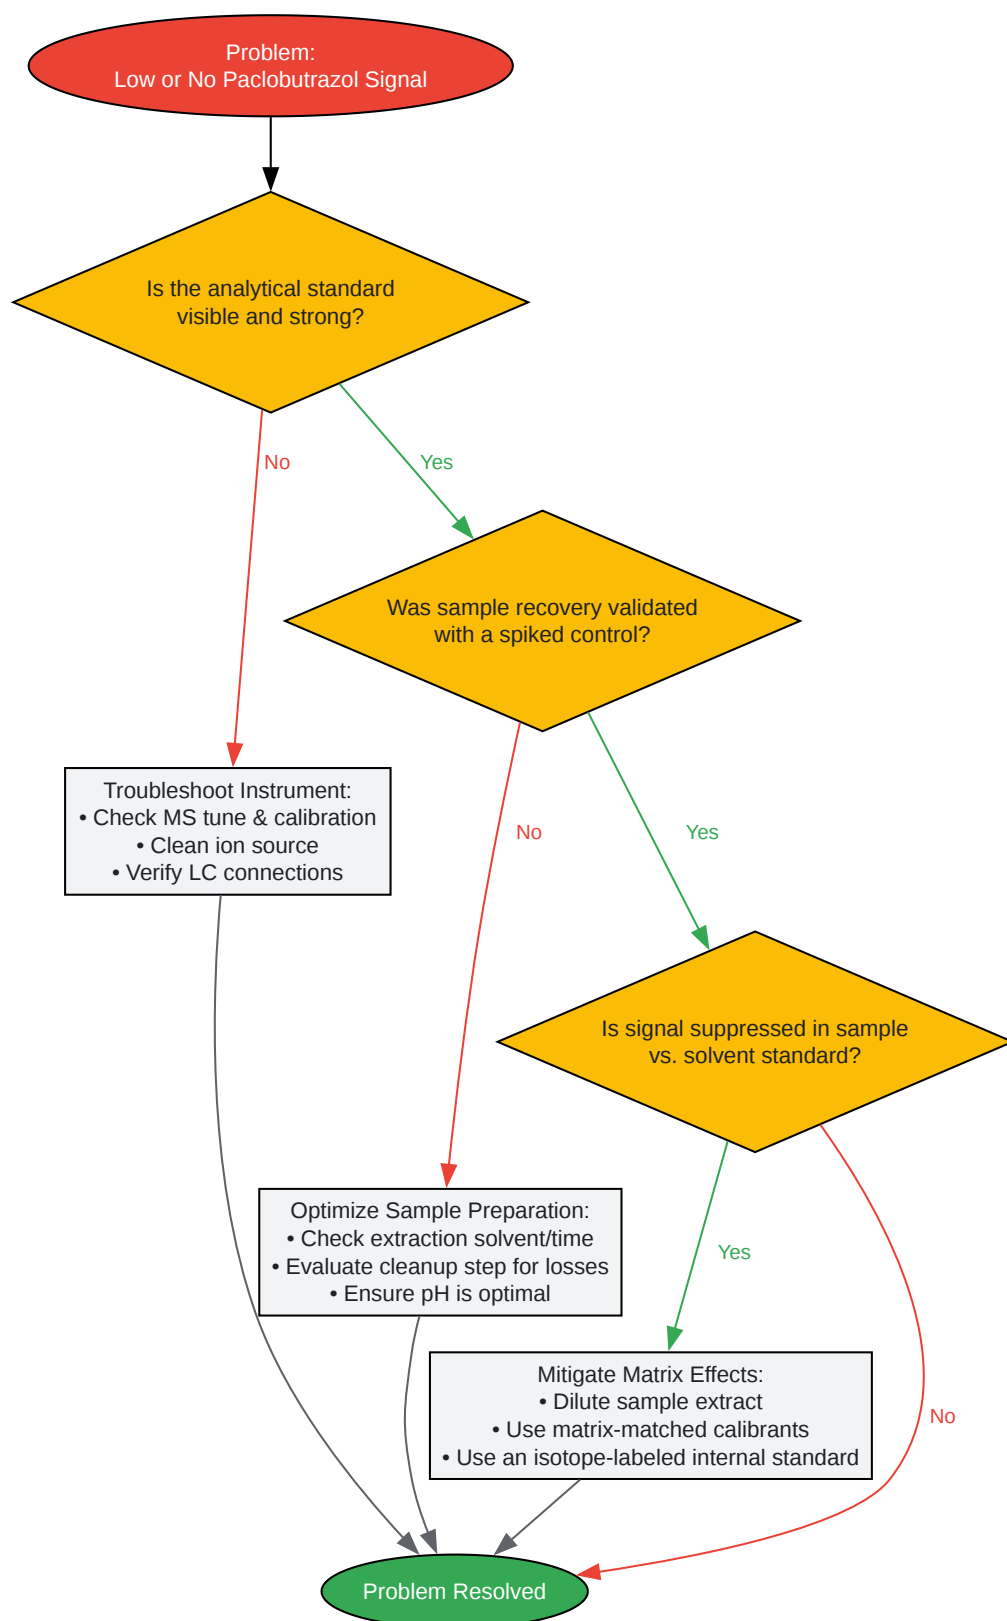 Problem:
Low or No Paclobutrazol Signal
Is the analytical standard
visible and strong?
No
Yes
Was sample recovery validated
with a spiked control?
Troubleshoot Instrument:
• Check MS tune & calibration
• Clean ion source
• Verify LC connections
No
Yes
Is signal suppressed in sample
vs. solvent standard?
Optimize Sample Preparation:
• Check extraction solvent/time
• Evaluate cleanup step for losses
• Ensure pH is optimal
Yes
Mitigate Matrix Effects:
• Dilute sample extract
• Use matrix-matched calibrants
• Use an isotope-labeled internal standard
No
Problem Resolved